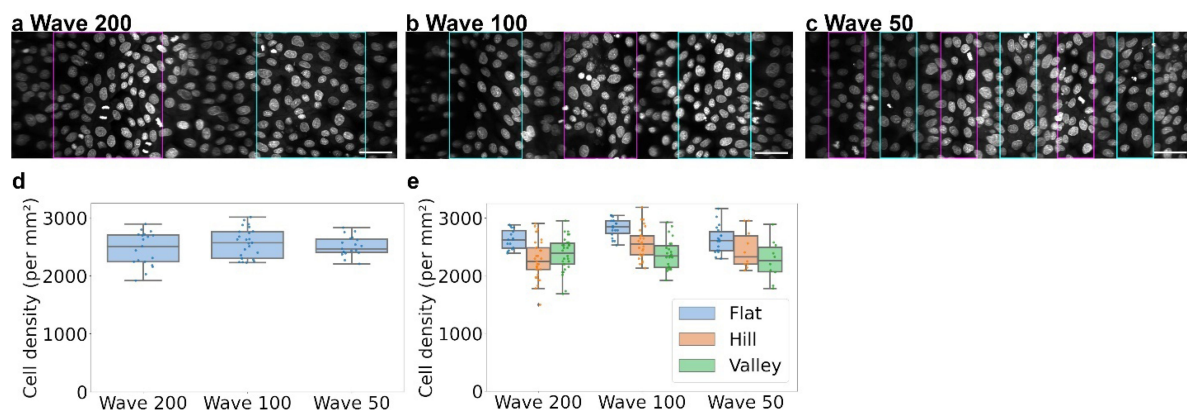 a Wave 200
b Wave 100
c Wave 50
d
e
Cell density (per mm²)
3000
2000
1000
0
Wave 200 Wave 100 Wave 50
Cell density (per mm²)
3000
2000
1000
0
Flat
Hill
Valley
Wave 200 Wave 100 Wave 50